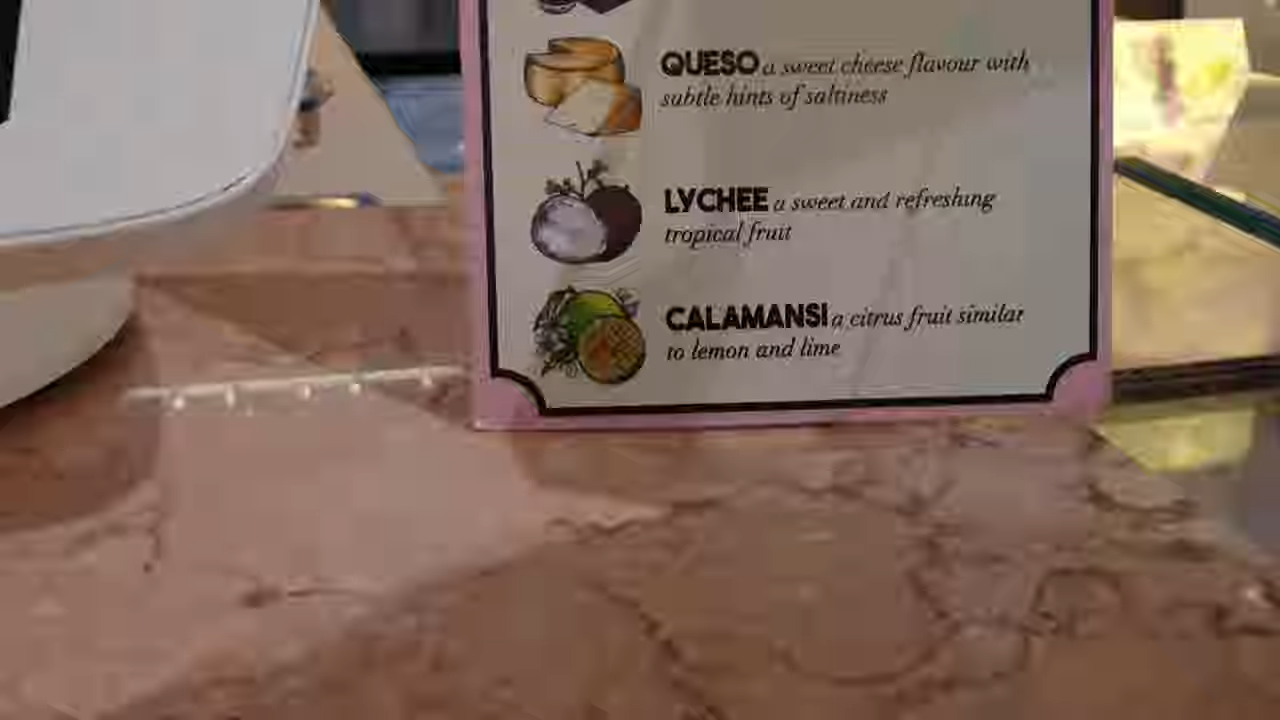 QUESO a sweet cheese flavour with
subtle hints of saltiness
LYCHEE a sweet and refreshing
tropical fruit
CALAMANSI a citrus fruit similar
to lemon and lime